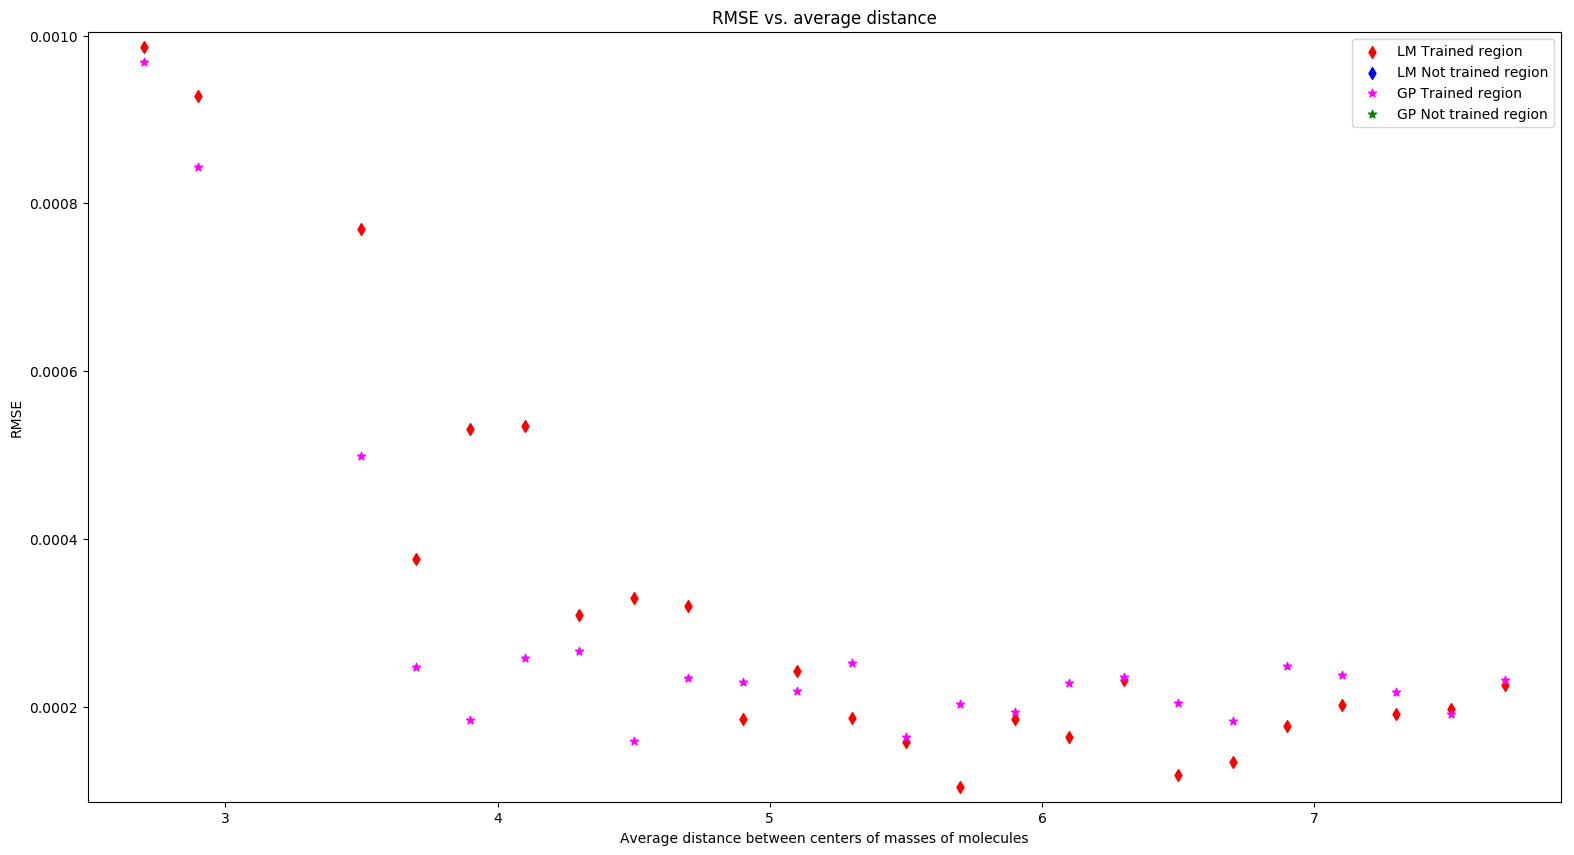 RMSE vs. average distance
LM Trained region
LM Not trained region
GP Trained region
GP Not trained region
0.0010
0.0008
0.0006
0.0004
0.0002
RMSE
3
4
5
6
7
Average distance between centers of masses of molecules